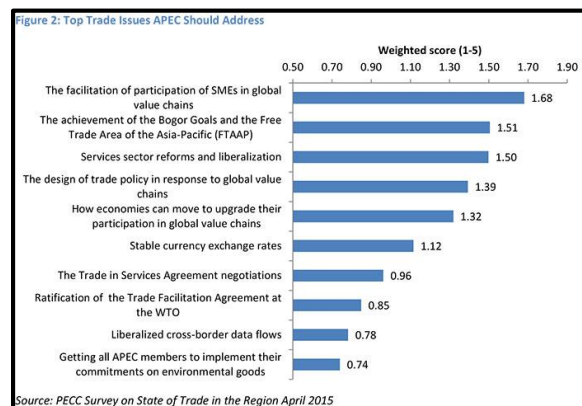 Figure 2: Top Trade Issues APEC Should Address
Weighted score (1-5)
0.50 0.70 0.90 1.10 1.30 1.50 1.70 1.90
The facilitation of participation of SMEs in global
value chains
1.68
The achievement of the Bogor Goals and the Free
Trade Area of the Asia-Pacific (FTAAP)
1.51
Services sector reforms and liberalization
1.50
The design of trade policy in response to global value
chains
1.39
How economies can move to upgrade their
participation in global value chains
1.32
Stable currency exchange rates
1.12
The Trade in Services Agreement negotiations
0.96
Ratification of the Trade Facilitation Agreement at
the WTO
0.85
Liberalized cross-border data flows
0.78
Getting all APEC members to implement their
commitments on environmental goods
0.74
Source: PECC Survey on State of Trade in the Region April 2015